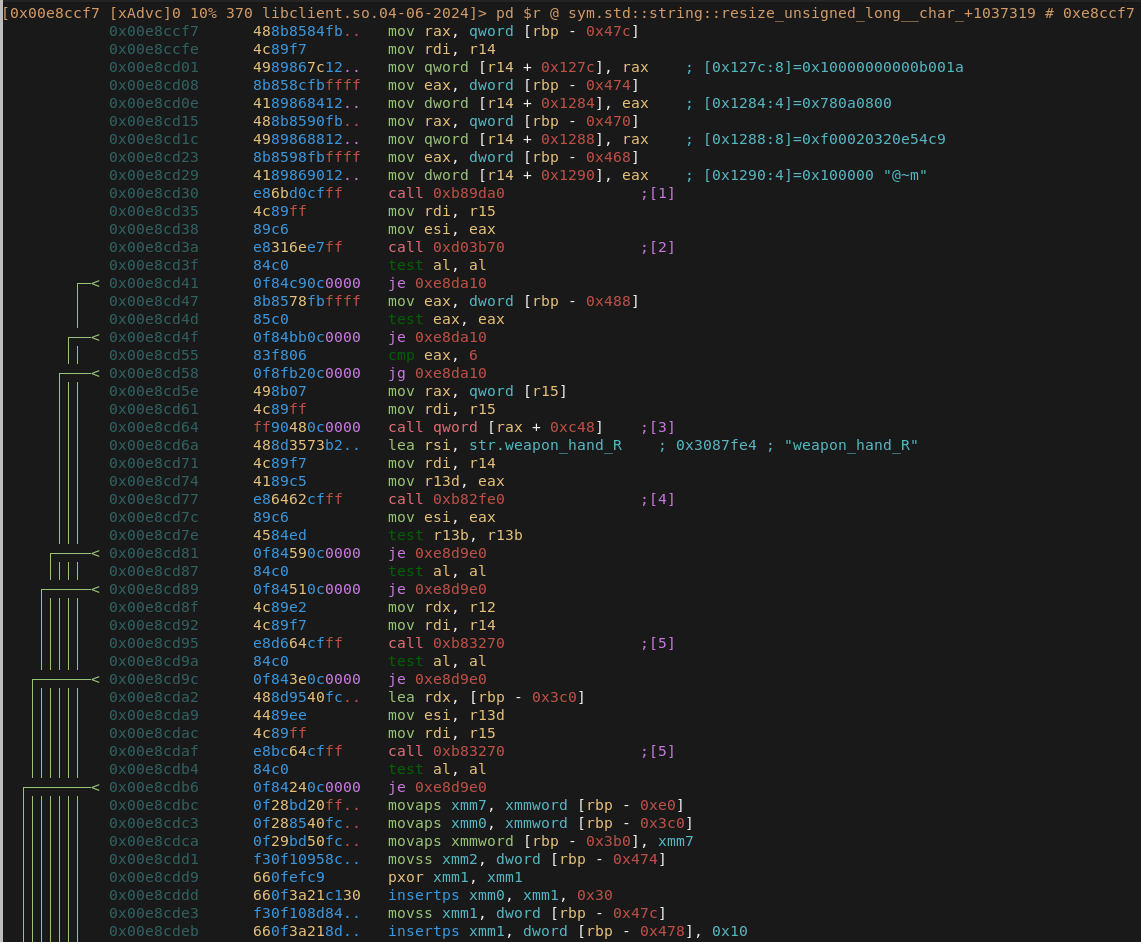 [0x00e8ccf7 [xAdvc]0 10% 370 libclient.so.04-06-2024]> pd $r @ sym.std::string::resize_unsigned_long__char_+1037319 # 0xe8ccf7
0x00e8ccf7 488b8584fb.. mov rax, qword [rbp - 0x47c]
0x00e8ccfe 4c89f7 mov rdi, r14
0x00e8cd01 4989867c12.. mov qword [r14 + 0x127c], rax ; [0x127c:8]=0x10000000000b001a
0x00e8cd08 8b858cfbffff mov eax, dword [rbp - 0x474]
0x00e8cd0e 4189868412.. mov dword [r14 + 0x1284], eax ; [0x1284:4]=0x780a0800
0x00e8cd15 488b8590fb.. mov rax, qword [rbp - 0x470]
0x00e8cd1c 4989868812.. mov qword [r14 + 0x1288], rax ; [0x1288:8]=0xf00020320e54c9
0x00e8cd23 8b8598fbffff mov eax, dword [rbp - 0x468]
0x00e8cd29 4189869012.. mov dword [r14 + 0x1290], eax ; [0x1290:4]=0x100000 "@~m"
0x00e8cd30 e86bd0cfff call 0xb89da0 ;[1]
0x00e8cd35 4c89ff mov rdi, r15
0x00e8cd38 89c6 mov esi, eax
0x00e8cd3a e8316ee7ff call 0xd03b70 ;[2]
0x00e8cd3f 84c0 test al, al
< 0x00e8cd41 0f84c90c0000 je 0xe8da10
0x00e8cd47 8b8578fbffff mov eax, dword [rbp - 0x488]
0x00e8cd4d 85c0 test eax, eax
< 0x00e8cd4f 0f84bb0c0000 je 0xe8da10
0x00e8cd55 83f806 cmp eax, 6
< 0x00e8cd58 0f8fb20c0000 jg 0xe8da10
0x00e8cd5e 498b07 mov rax, qword [r15]
0x00e8cd61 4c89ff mov rdi, r15
0x00e8cd64 ff90480c0000 call qword [rax + 0xc48] ;[3]
0x00e8cd6a 488d3573b2.. lea rsi, str.weapon_hand_R ; 0x3087fe4 ; "weapon_hand_R"
0x00e8cd71 4c89f7 mov rdi, r14
0x00e8cd74 4189c5 mov r13d, eax
0x00e8cd77 e86462cfff call 0xb82fe0 ;[4]
0x00e8cd7c 89c6 mov esi, eax
0x00e8cd7e 4584ed test r13b, r13b
< 0x00e8cd81 0f84590c0000 je 0xe8d9e0
0x00e8cd87 84c0 test al, al
< 0x00e8cd89 0f84510c0000 je 0xe8d9e0
0x00e8cd8f 4c89e2 mov rdx, r12
0x00e8cd92 4c89f7 mov rdi, r14
0x00e8cd95 e8d664cfff call 0xb83270 ;[5]
0x00e8cd9a 84c0 test al, al
< 0x00e8cd9c 0f843e0c0000 je 0xe8d9e0
0x00e8cda2 488d9540fc.. lea rdx, [rbp - 0x3c0]
0x00e8cda9 4489ee mov esi, r13d
0x00e8cdac 4c89ff mov rdi, r15
0x00e8cdaf e8bc64cfff call 0xb83270 ;[5]
0x00e8cdb4 84c0 test al, al
< 0x00e8cdb6 0f84240c0000 je 0xe8d9e0
0x00e8cdbc 0f28bd20ff.. movaps xmm7, xmmword [rbp - 0xe0]
0x00e8cdc3 0f288540fc.. movaps xmm0, xmmword [rbp - 0x3c0]
0x00e8cdca 0f29bd50fc.. movaps xmmword [rbp - 0x3b0], xmm7
0x00e8cdd1 f30f10958c.. movss xmm2, dword [rbp - 0x474]
0x00e8cdd9 660fefc9 pxor xmm1, xmm1
0x00e8cddd 660f3a21c130 insertps xmm0, xmm1, 0x30
0x00e8cde3 f30f108d84.. movss xmm1, dword [rbp - 0x47c]
0x00e8cdeb 660f3a218d.. insertps xmm1, dword [rbp - 0x478], 0x10